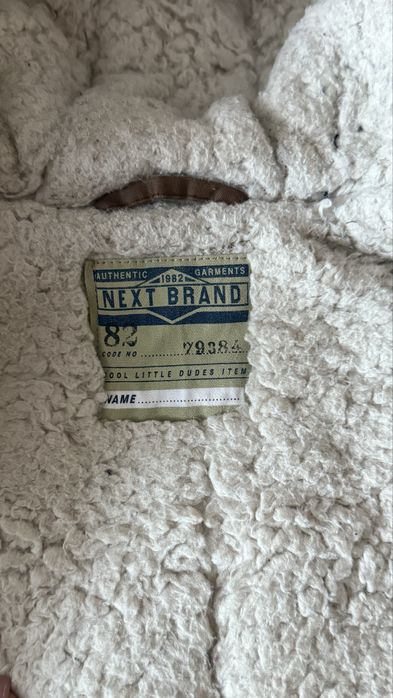 AUTHENTIC 1982 GARMENTS
NEXT BRAND
82
CODE NO 79384
COOL LITTLE DUDES ITEM
NAME